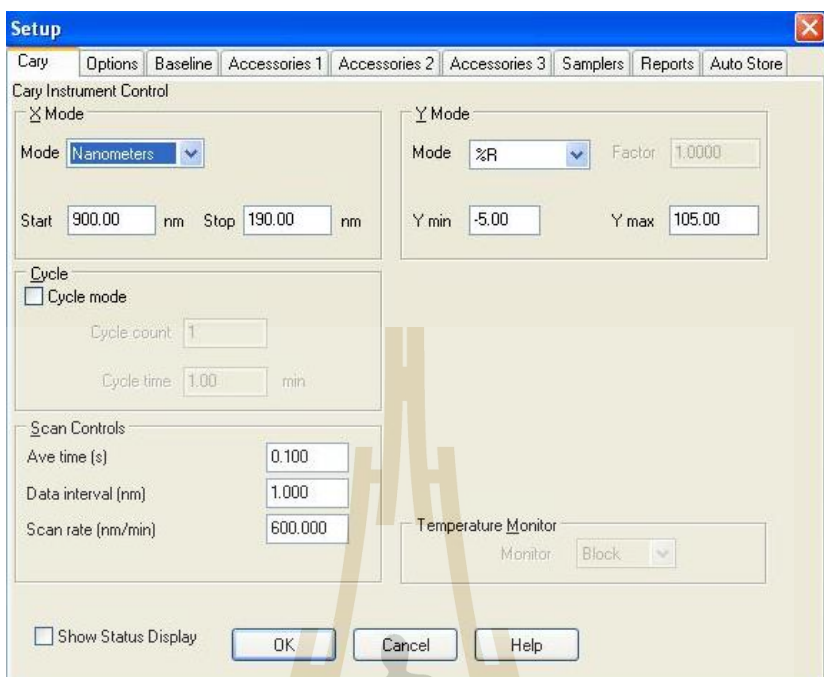 Setup
Cary Options Baseline Accessories 1 Accessories 2 Accessories 3 Samplers Reports Auto Store
Cary Instrument Control
X Mode
Mode Nanometers
Start 900.00 nm Stop 190.00 nm
Y Mode
Mode %R Factor 1.0000
Y min -5.00 Y max 105.00
Cycle
Cycle mode
Cycle count 1
Cycle time 1.00 min
Scan Controls
Ave time (s) 0.100
Data interval (nm) 1.000
Scan rate (nm/min) 600.000
Temperature Monitor
Monitor Block
Show Status Display OK Cancel Help